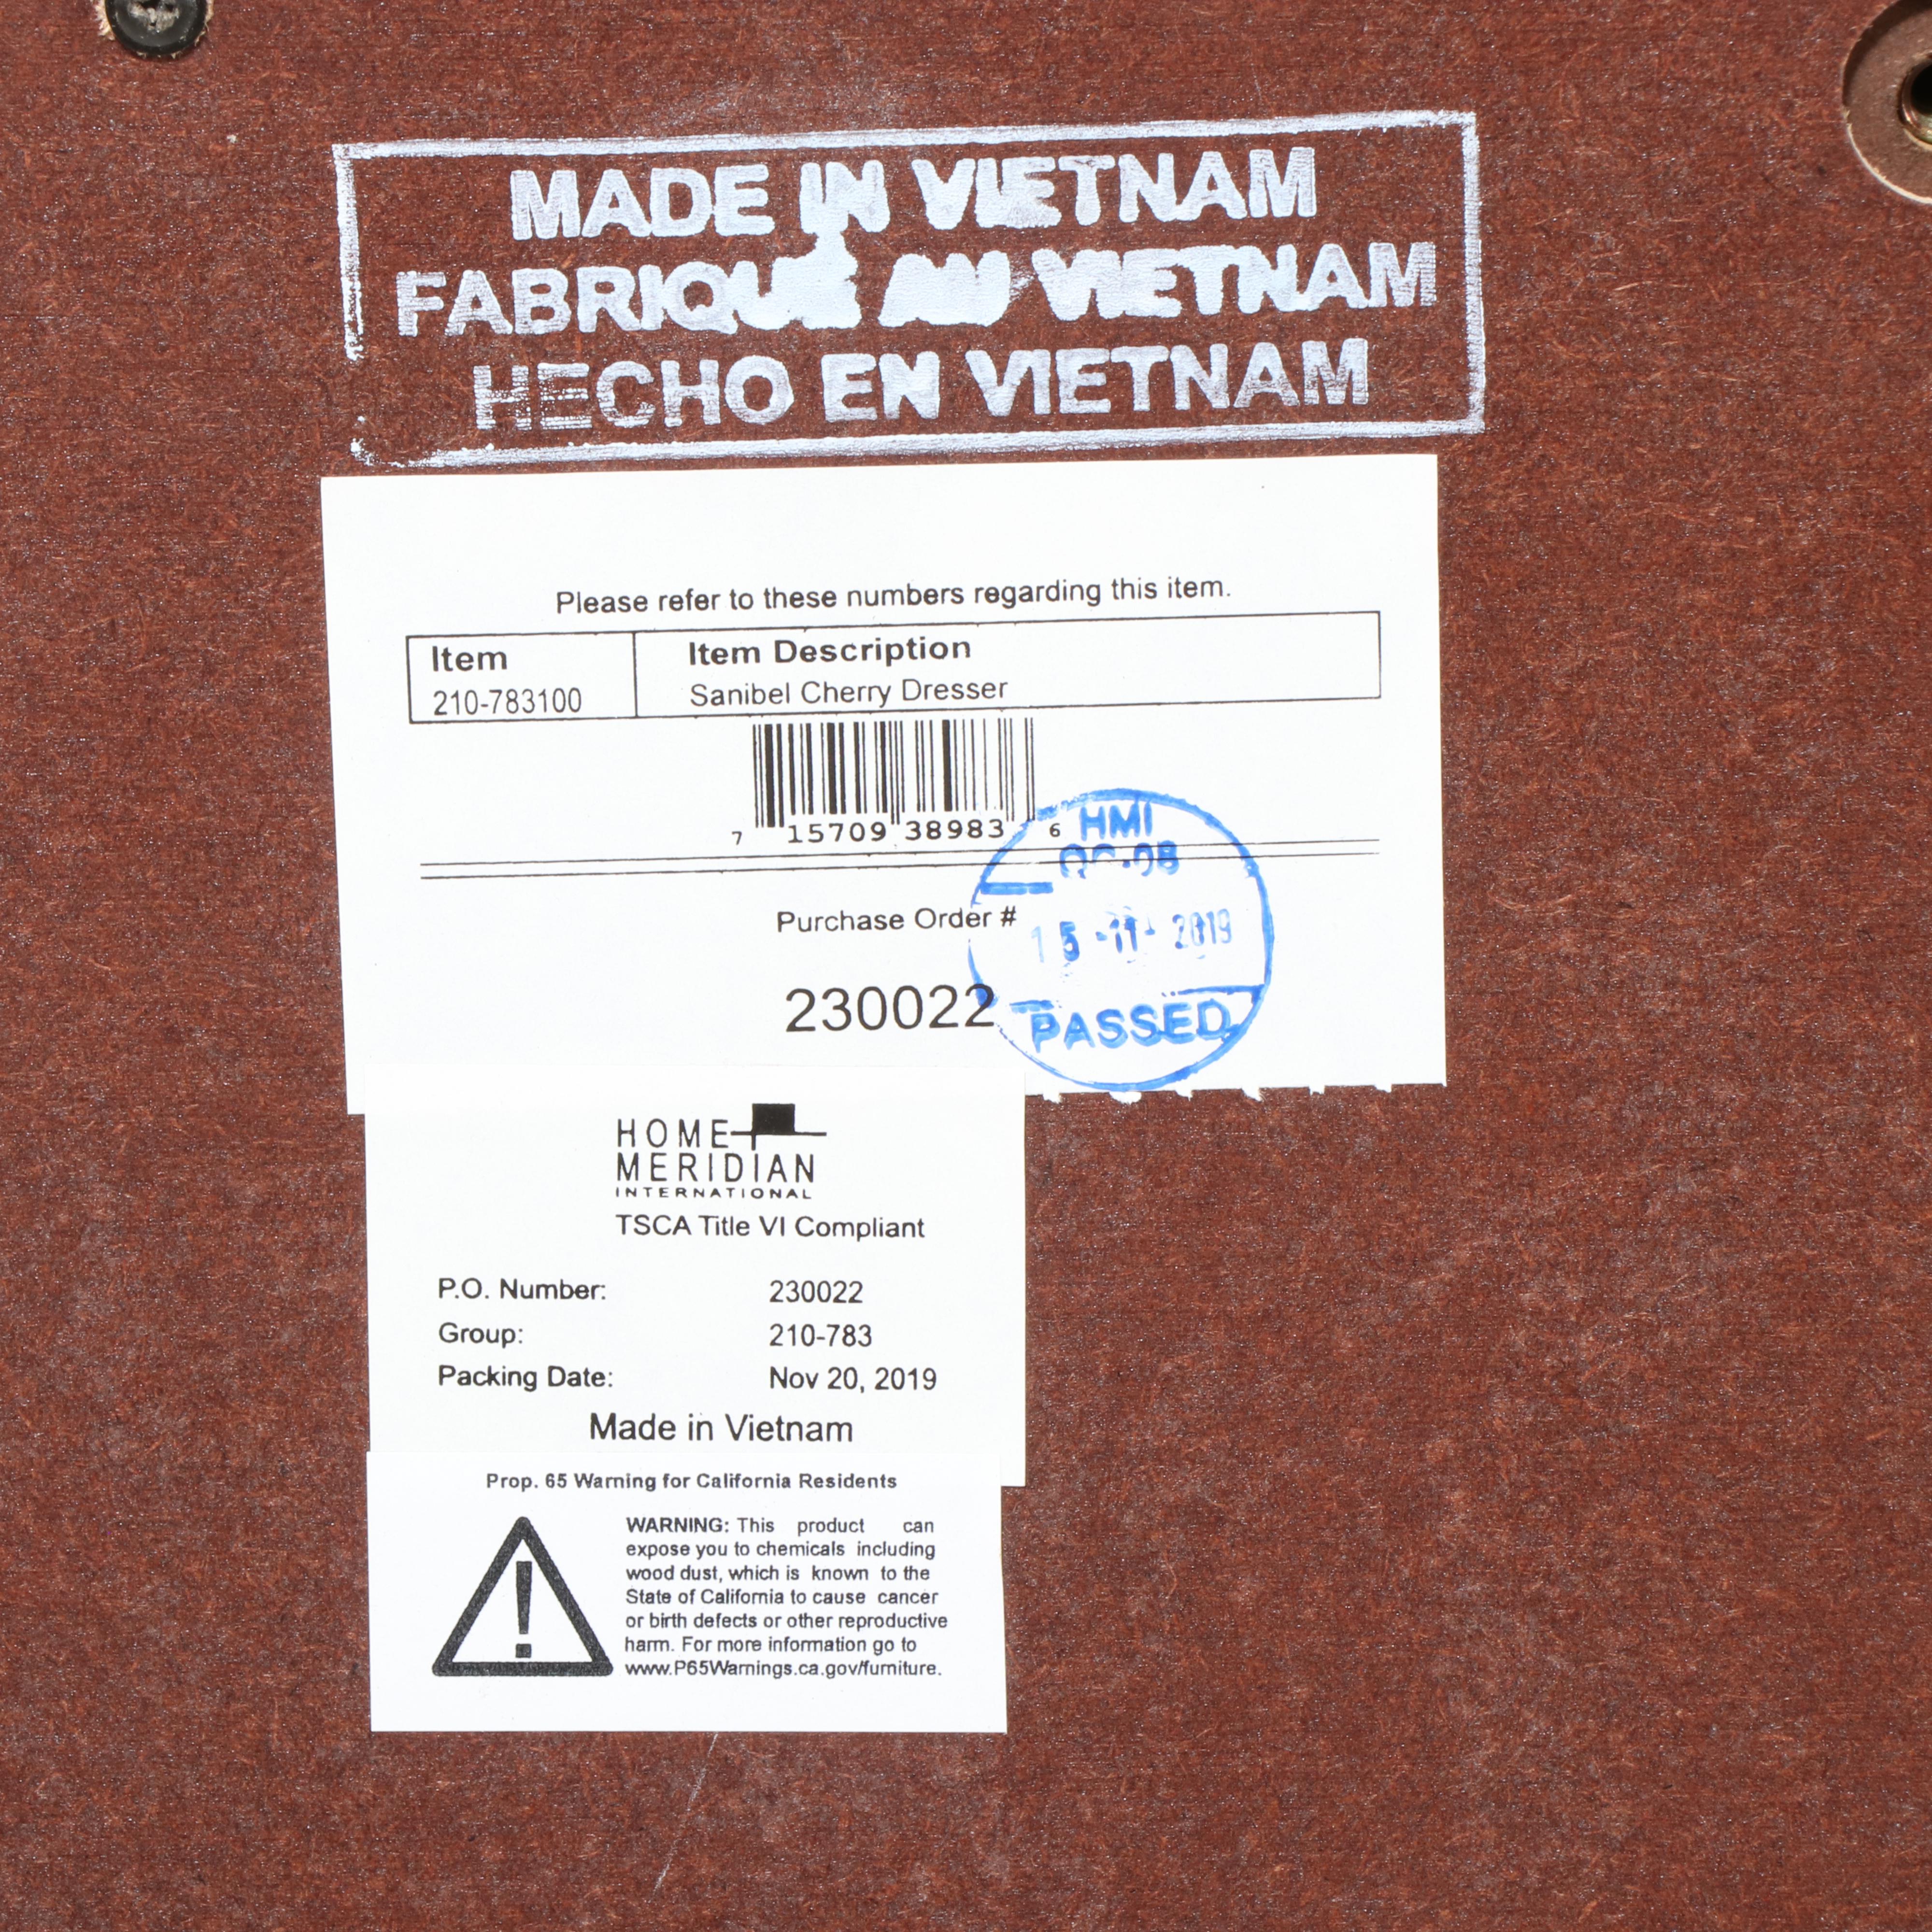 MADE IN VIETNAM
FABRIQUÉ AU VIETNAM
HECHO EN VIETNAM
Please refer to these numbers regarding this item.
Item Item Description
210-783100 Sanibel Cherry Dresser
7 15709 38983 6
HMI
Purchase Order #
15-11-2019
230022
PASSED
HOME
MERIDIAN
INTERNATIONAL
TSCA Title VI Compliant
P.O. Number: 230022
Group: 210-783
Packing Date: Nov 20, 2019
Made in Vietnam
Prop. 65 Warning for California Residents
WARNING: This product can
expose you to chemicals including
wood dust, which is known to the
State of California to cause cancer
or birth defects or other reproductive
harm. For more information go to
www.P65Warnings.ca.gov/furniture.